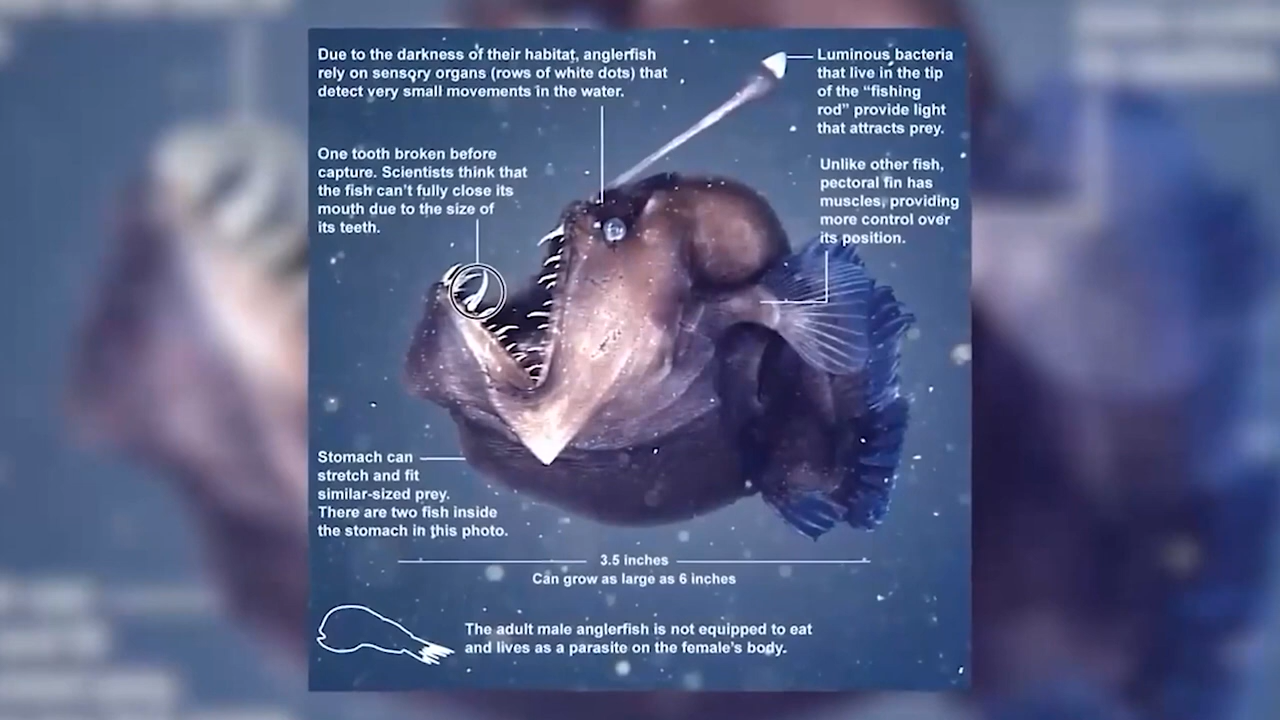 Due to the darkness of their habitat, anglerfish
rely on sensory organs (rows of white dots) that
detect very small movements in the water.
Luminous bacteria
that live in the tip
of the “fishing
rod” provide light
that attracts prey.
One tooth broken before
capture. Scientists think that
the fish can’t fully close its
mouth due to the size of
its teeth.
Unlike other fish,
pectoral fin has
muscles, providing
more control over
its position.
Stomach can
stretch and fit
similar-sized prey.
There are two fish inside
the stomach in this photo.
3.5 inches
Can grow as large as 6 inches
The adult male anglerfish is not equipped to eat
and lives as a parasite on the female’s body.